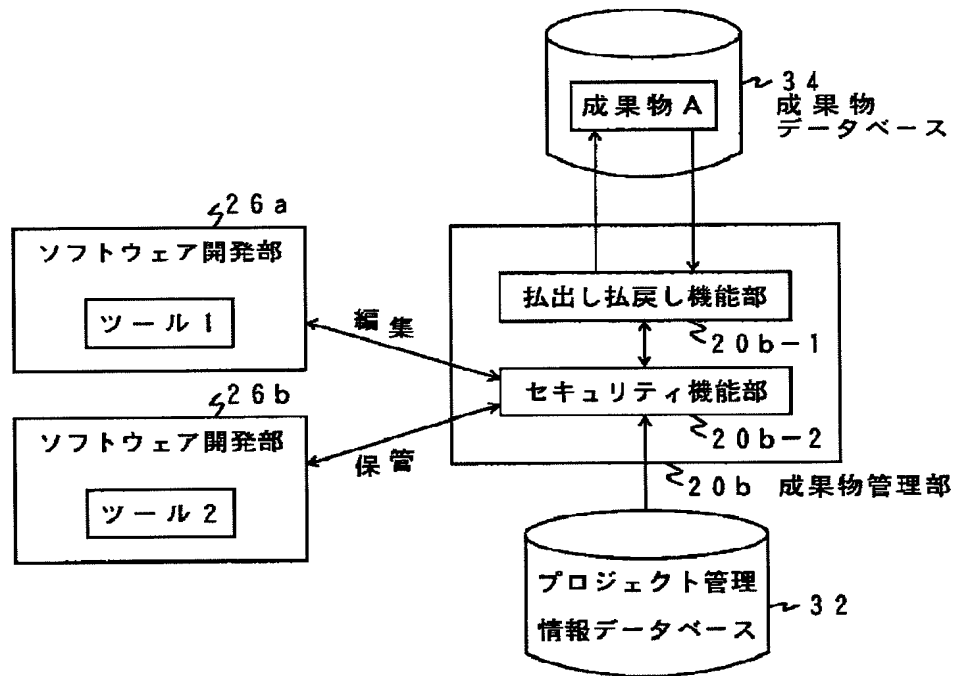 成果物A
34
成果物
データベース
26a
ソフトウェア開発部
ツール1
編集
払出し払戻し機能部
20b-1
セキュリティ機能部
20b-2
26b
ソフトウェア開発部
ツール2
保管
20b 成果物管理部
プロジェクト管理
情報データベース
32